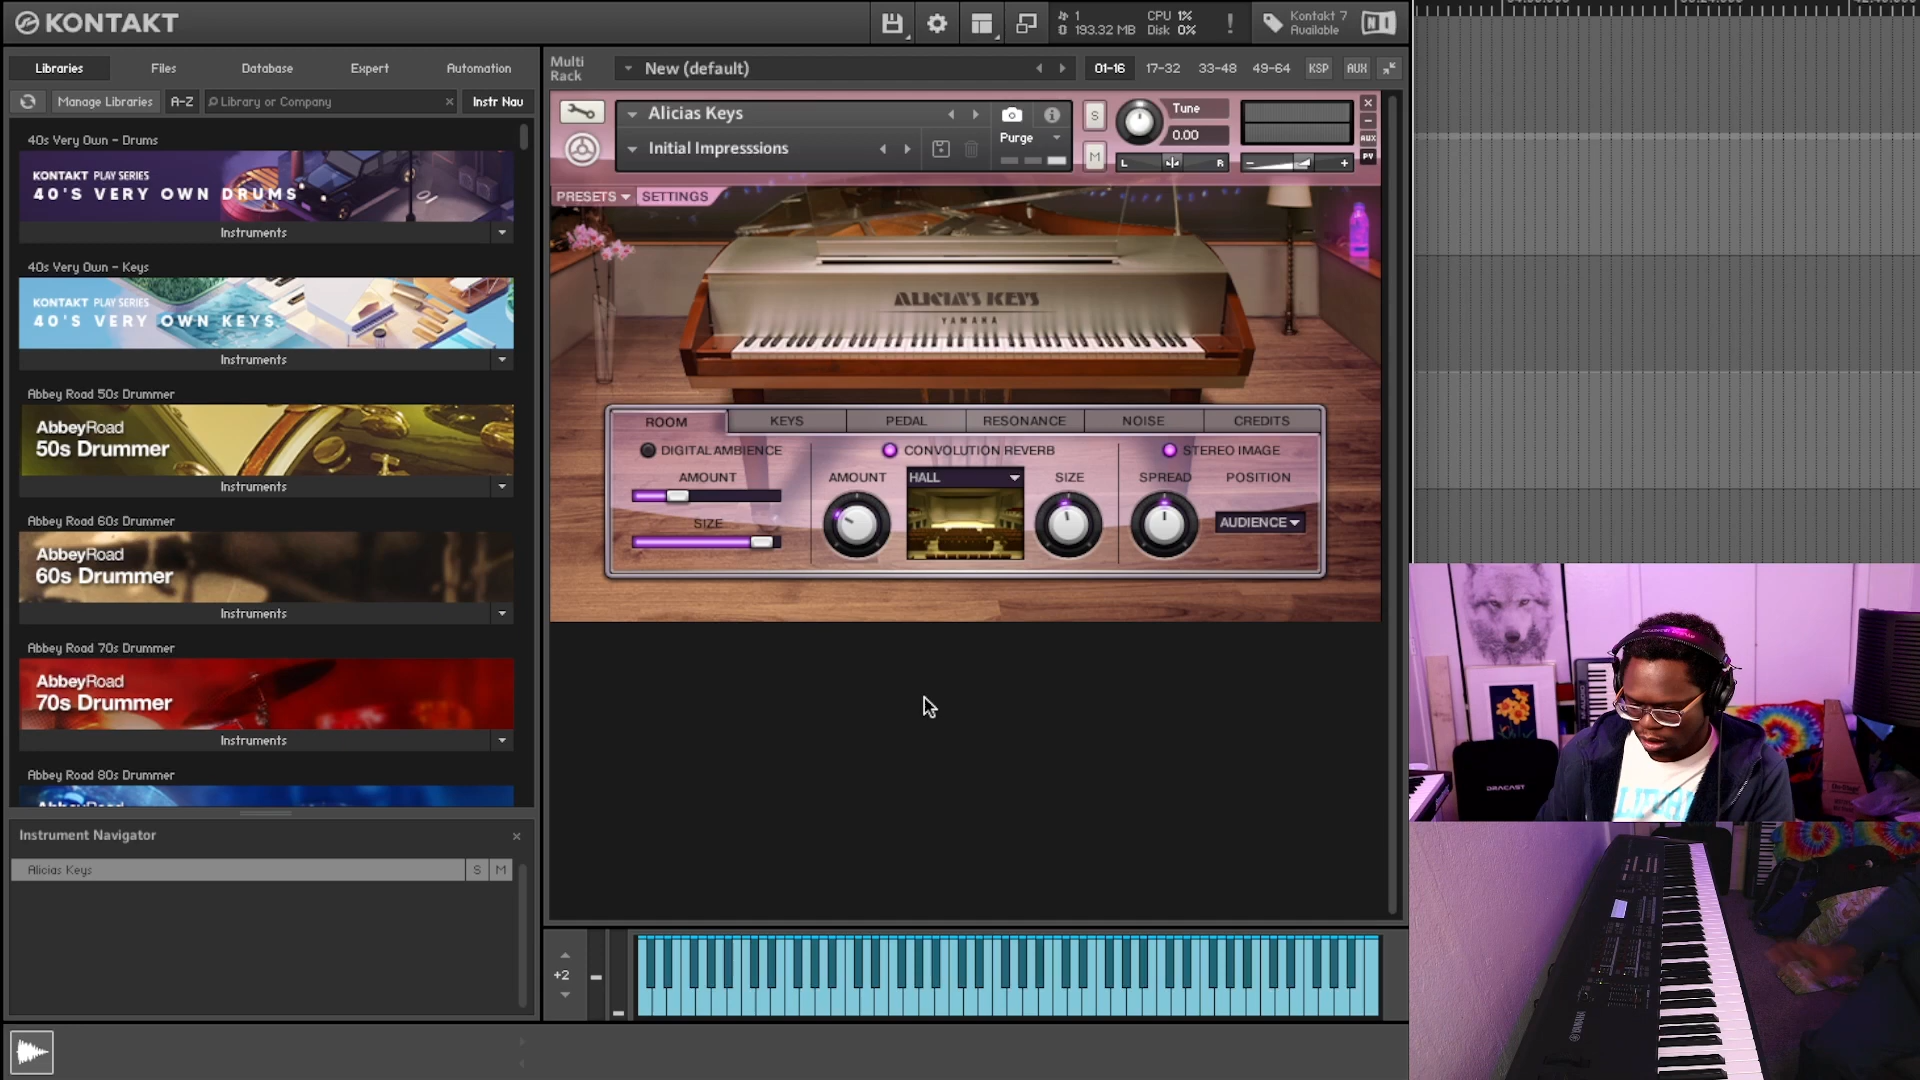 KONTAKT
1
193.32 MB
CPU 1%
Disk 0%
!
Kontakt 7
Available
NI
Libraries
Files
Database
Expert
Automation
Manage Libraries
A-Z
Library or Company
Instr Nav
40s Very Own - Drums
KONTAKT PLAY SERIES
40'S VERY OWN DRUMS
Instruments
40s Very Own - Keys
KONTAKT PLAY SERIES
40'S VERY OWN KEYS
Instruments
Abbey Road 50s Drummer
AbbeyRoad
50s Drummer
Instruments
Abbey Road 60s Drummer
AbbeyRoad
60s Drummer
Instruments
Abbey Road 70s Drummer
AbbeyRoad
70s Drummer
Instruments
Abbey Road 80s Drummer
AbbeyRoad
Instrument Navigator
Alicias Keys
S M
Multi
Rack
New (default)
01-16
17-32
33-48
49-64
KSP
AUX
Alicias Keys
Initial Impresssions
Purge
S
M
Tune
0.00
L
R
AUX
PV
PRESETS
SETTINGS
ALICIA'S KEYS
YAMAHA
ROOM
KEYS
PEDAL
RESONANCE
NOISE
CREDITS
DIGITAL AMBIENCE
AMOUNT
SIZE
CONVOLUTION REVERB
AMOUNT
HALL
SIZE
STEREO IMAGE
SPREAD
POSITION
AUDIENCE
+2
DRACAST
YAMAHA